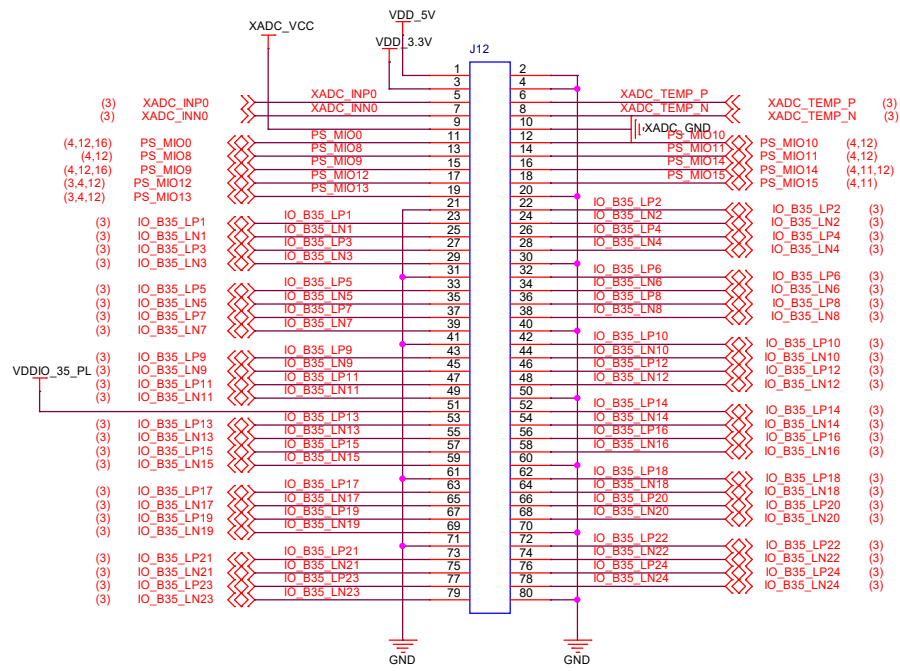 VDD_5V
XADC_VCC
VDD_3.3V
J12
1 2
3 4
(3) XADC_INP0 XADC_INP0 5 6 XADC_TEMP_P XADC_TEMP_P (3)
(3) XADC_INN0 XADC_INN0 7 8 XADC_TEMP_N XADC_TEMP_N (3)
9 10 XADC_GND
(4,12,16) PS_MIO0 PS_MIO0 11 12 PS_MIO10 PS_MIO10 (4,12)
(4,12) PS_MIO8 PS_MIO8 13 14 PS_MIO11 PS_MIO11 (4,12)
(4,12,16) PS_MIO9 PS_MIO9 15 16 PS_MIO14 PS_MIO14 (4,11,12)
(3,4,12) PS_MIO12 PS_MIO12 17 18 PS_MIO15 PS_MIO15 (4,11)
(3,4,12) PS_MIO13 PS_MIO13 19 20
21 22 IO_B35_LP2 IO_B35_LP2 (3)
(3) IO_B35_LP1 IO_B35_LP1 23 24 IO_B35_LN2 IO_B35_LN2 (3)
(3) IO_B35_LN1 IO_B35_LN1 25 26 IO_B35_LP4 IO_B35_LP4 (3)
(3) IO_B35_LP3 IO_B35_LP3 27 28 IO_B35_LN4 IO_B35_LN4 (3)
(3) IO_B35_LN3 IO_B35_LN3 29 30
31 32 IO_B35_LP6 IO_B35_LP6 (3)
(3) IO_B35_LP5 IO_B35_LP5 33 34 IO_B35_LN6 IO_B35_LN6 (3)
(3) IO_B35_LN5 IO_B35_LN5 35 36 IO_B35_LP8 IO_B35_LP8 (3)
(3) IO_B35_LP7 IO_B35_LP7 37 38 IO_B35_LN8 IO_B35_LN8 (3)
(3) IO_B35_LN7 IO_B35_LN7 39 40
41 42 IO_B35_LP10 IO_B35_LP10 (3)
(3) IO_B35_LP9 IO_B35_LP9 43 44 IO_B35_LN10 IO_B35_LN10 (3)
VDDIO_35_PL (3) IO_B35_LN9 IO_B35_LN9 45 46 IO_B35_LP12 IO_B35_LP12 (3)
(3) IO_B35_LP11 IO_B35_LP11 47 48 IO_B35_LN12 IO_B35_LN12 (3)
(3) IO_B35_LN11 IO_B35_LN11 49 50
51 52 IO_B35_LP14 IO_B35_LP14 (3)
(3) IO_B35_LP13 IO_B35_LP13 53 54 IO_B35_LN14 IO_B35_LN14 (3)
(3) IO_B35_LN13 IO_B35_LN13 55 56 IO_B35_LP16 IO_B35_LP16 (3)
(3) IO_B35_LP15 IO_B35_LP15 57 58 IO_B35_LN16 IO_B35_LN16 (3)
(3) IO_B35_LN15 IO_B35_LN15 59 60
61 62 IO_B35_LP18 IO_B35_LP18 (3)
(3) IO_B35_LP17 IO_B35_LP17 63 64 IO_B35_LN18 IO_B35_LN18 (3)
(3) IO_B35_LN17 IO_B35_LN17 65 66 IO_B35_LP20 IO_B35_LP20 (3)
(3) IO_B35_LP19 IO_B35_LP19 67 68 IO_B35_LN20 IO_B35_LN20 (3)
(3) IO_B35_LN19 IO_B35_LN19 69 70
71 72 IO_B35_LP22 IO_B35_LP22 (3)
(3) IO_B35_LP21 IO_B35_LP21 73 74 IO_B35_LN22 IO_B35_LN22 (3)
(3) IO_B35_LN21 IO_B35_LN21 75 76 IO_B35_LP24 IO_B35_LP24 (3)
(3) IO_B35_LP23 IO_B35_LP23 77 78 IO_B35_LN24 IO_B35_LN24 (3)
(3) IO_B35_LN23 IO_B35_LN23 79 80
GND GND